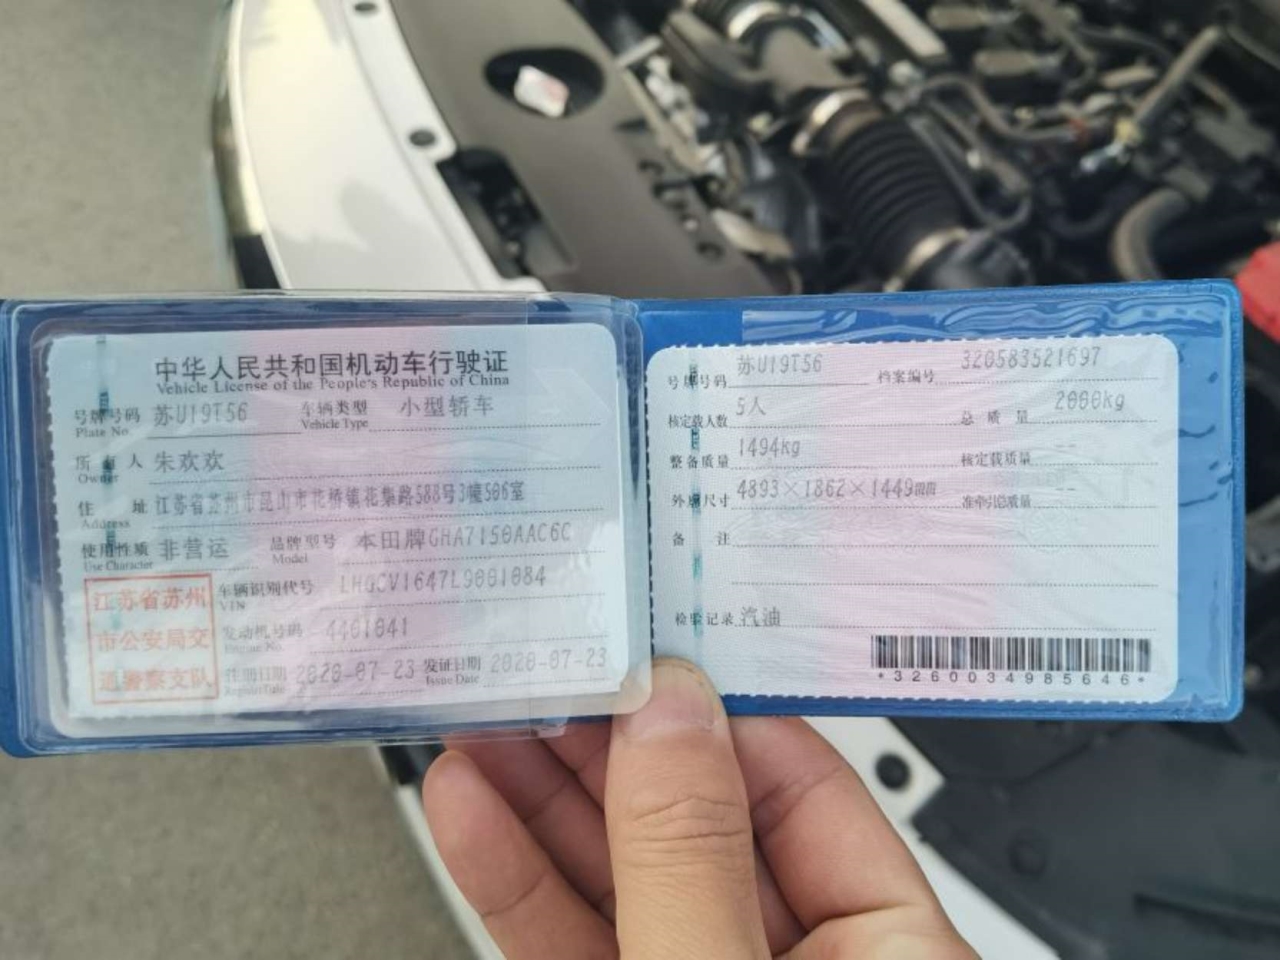 中华人民共和国机动车行驶证
Vehicle License of the People's Republic of China
号牌号码 苏U19T56 车辆类型 小型轿车
Plate No. Vehicle Type
所有人 朱欢欢
Owner
住址 江苏省苏州市昆山市花桥镇花集路588号3幢506室
Address
使用性质 非营运 品牌型号 本田牌GHA7150AAC6C
Use Character Model
江苏省苏州
市公安局交
通警察支队
车辆识别代号 LHGCV1647L9001084
VIN
发动机号码 4401041
Engine No.
注册日期 2020-07-23 发证日期 2020-07-23
Register Date Issue Date
号牌号码 苏U19T56 档案编号 320583521697
核定载人数 5人 总质量 2000kg
整备质量 1494kg 核定载质量 --
外廓尺寸 4893×1862×1449mm 准牵引总质量 --
备注
检验记录 汽油
*3260034985646*